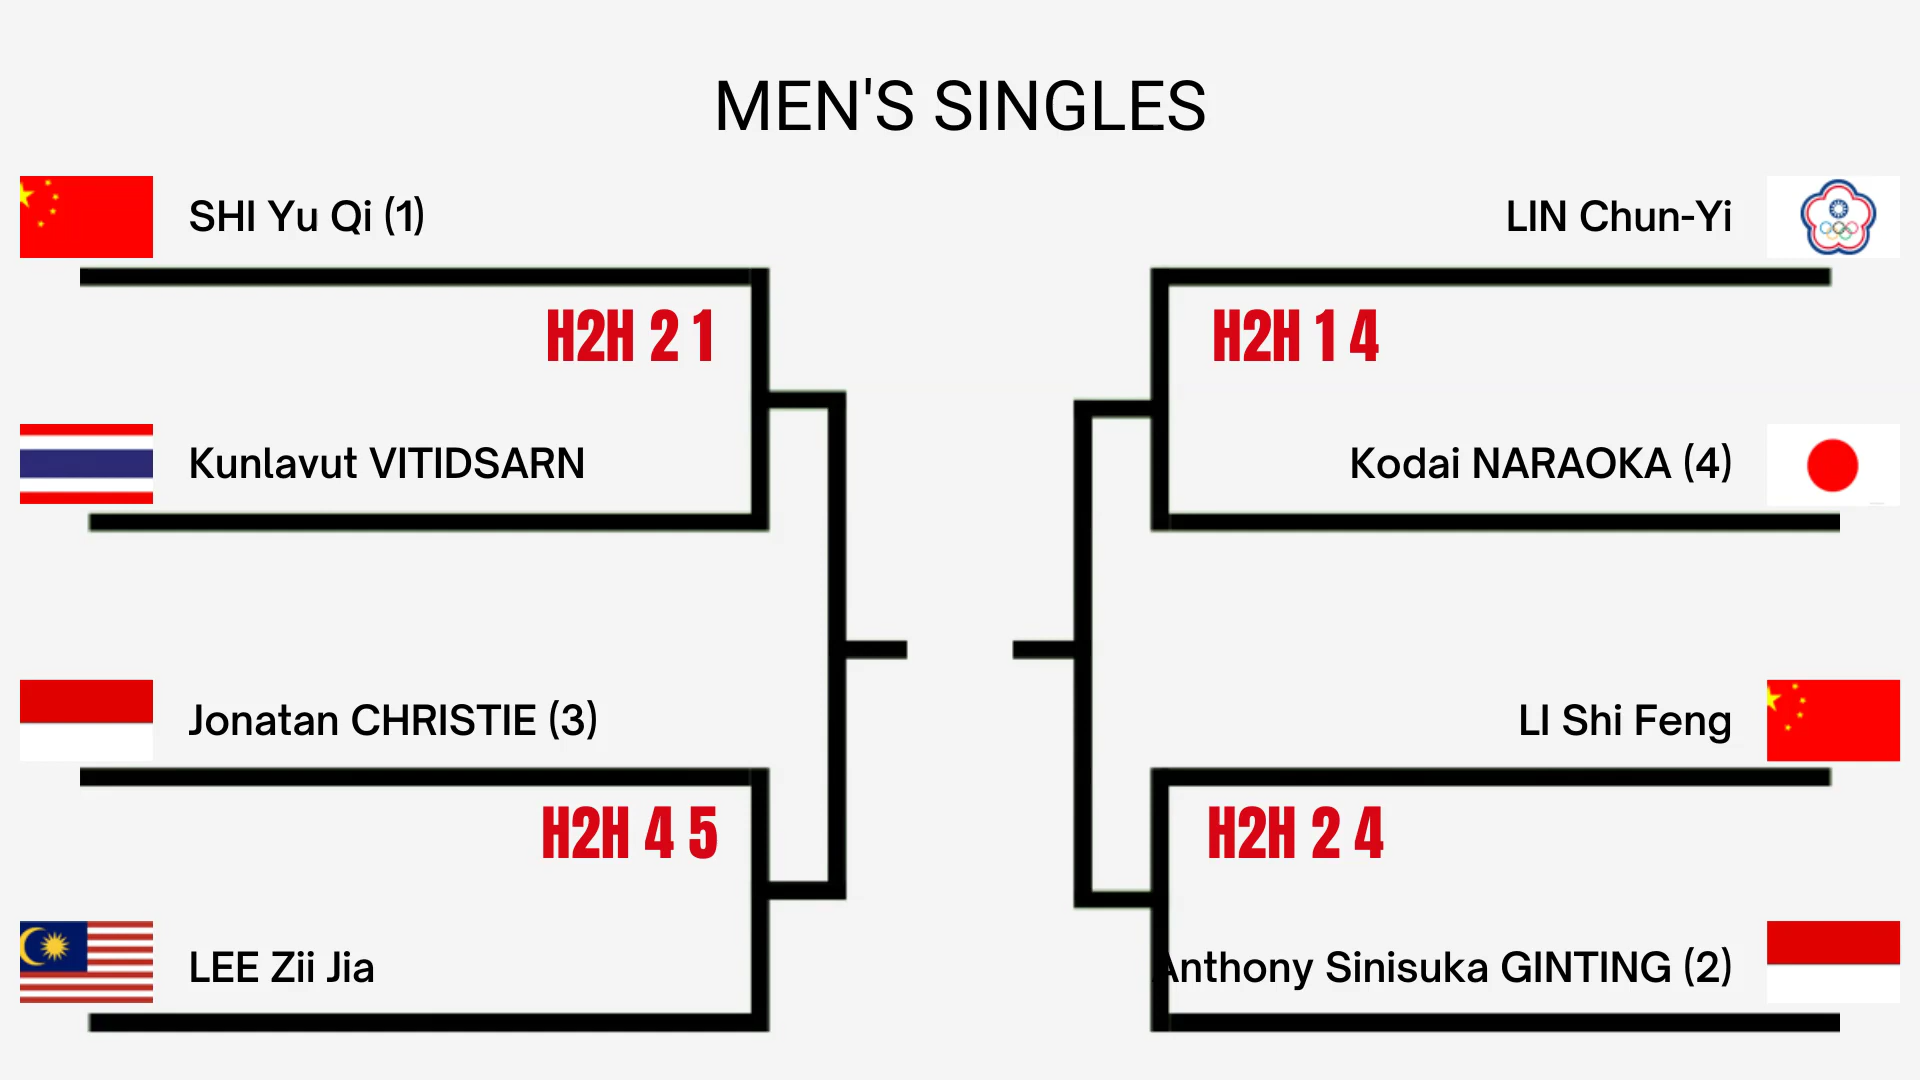 MEN'S SINGLES
SHI Yu Qi (1)
H2H 2 1
Kunlavut VITIDSARN
Jonatan CHRISTIE (3)
H2H 4 5
LEE Zii Jia
LIN Chun-Yi
H2H 1 4
Kodai NARAOKA (4)
LI Shi Feng
H2H 2 4
Anthony Sinisuka GINTING (2)